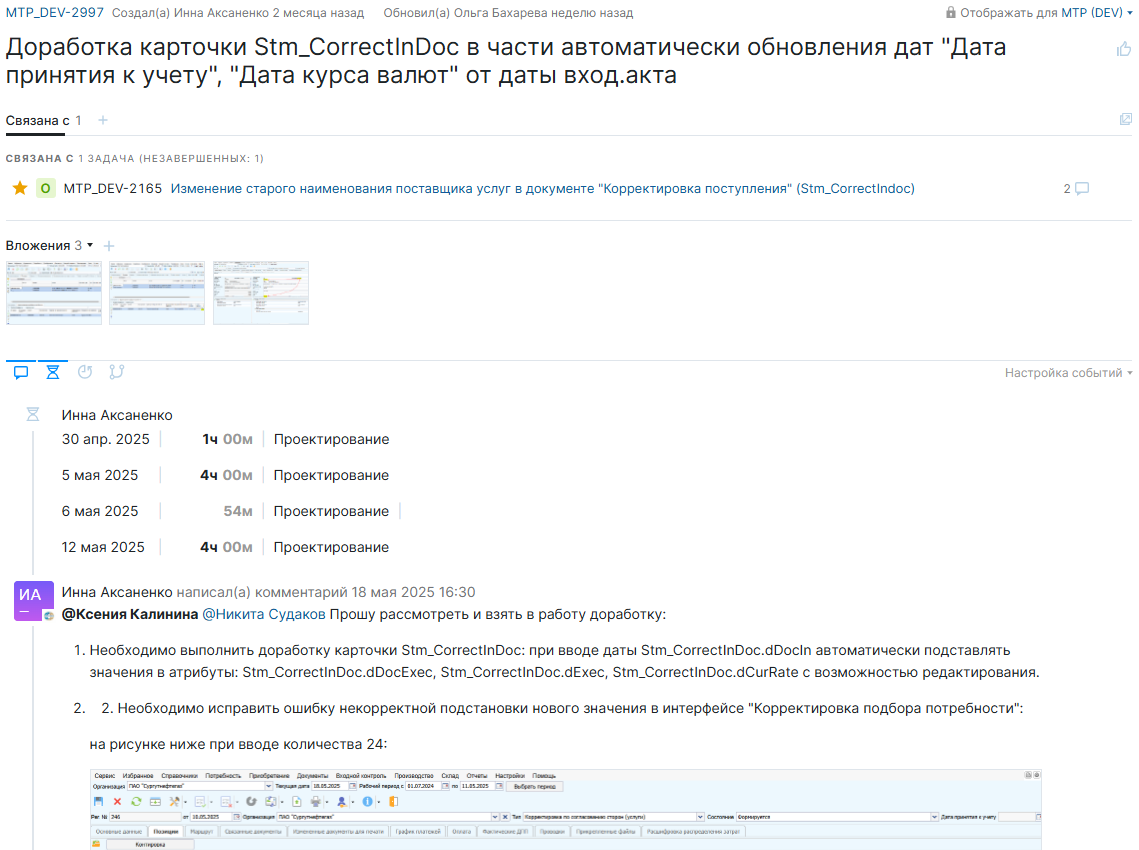 MTP_DEV-2997 Создал(а) Инна Аксаненко 2 месяца назад Обновил(а) Ольга Бахарева неделю назад Отображать для MTP (DEV)
Доработка карточки Stm_CorrectInDoc в части автоматически обновления дат "Дата
принятия к учету", "Дата курса валют" от даты вход.акта
Связана с 1
СВЯЗАНА С 1 ЗАДАЧА (НЕЗАВЕРШЕННЫХ: 1)
О MTP_DEV-2165 Изменение старого наименования поставщика услуг в документе "Корректировка поступления" (Stm_CorrectIndoc) 2
Вложения 3
Настройка событий
Инна Аксаненко
30 апр. 2025 1ч 00м Проектирование
5 мая 2025 4ч 00м Проектирование
6 мая 2025 54м Проектирование
12 мая 2025 4ч 00м Проектирование
ИА Инна Аксаненко написал(а) комментарий 18 мая 2025 16:30
@Ксения Калинина @Никита Судаков Прошу рассмотреть и взять в работу доработку:
1. Необходимо выполнить доработку карточки Stm_CorrectInDoc: при вводе даты Stm_CorrectInDoc.dDocIn автоматически подставлять
значения в атрибуты: Stm_CorrectInDoc.dDocExec, Stm_CorrectInDoc.dExec, Stm_CorrectInDoc.dCurRate с возможностью редактирования.
2. 2. Необходимо исправить ошибку некорректной подстановки нового значения в интерфейсе "Корректировка подбора потребности":
на рисунке ниже при вводе количества 24:
Сервис Избранное Справочники Потребность Приобретение Документы Входной контроль Производство Склад Отчеты Настройки Помощь
Организация ПАО "Сургутнефтегаз" Текущая дата 18.05.2025 Рабочий период с 01.07.2024 по 11.05.2025 Выбрать период
Рег. № 246 от 10.05.2025 Организация ПАО "Сургутнефтегаз" Тип Корректировка по согласованию сторон (услуги) Состояние Формируется Дата принятия к учету
Основные данные Позиции Маршрут Связанные документы Измененные документы для печати График платежей Оплата Фактические ДПП Проводки Прикрепленные файлы Расшифровка распределения затрат
Контировка